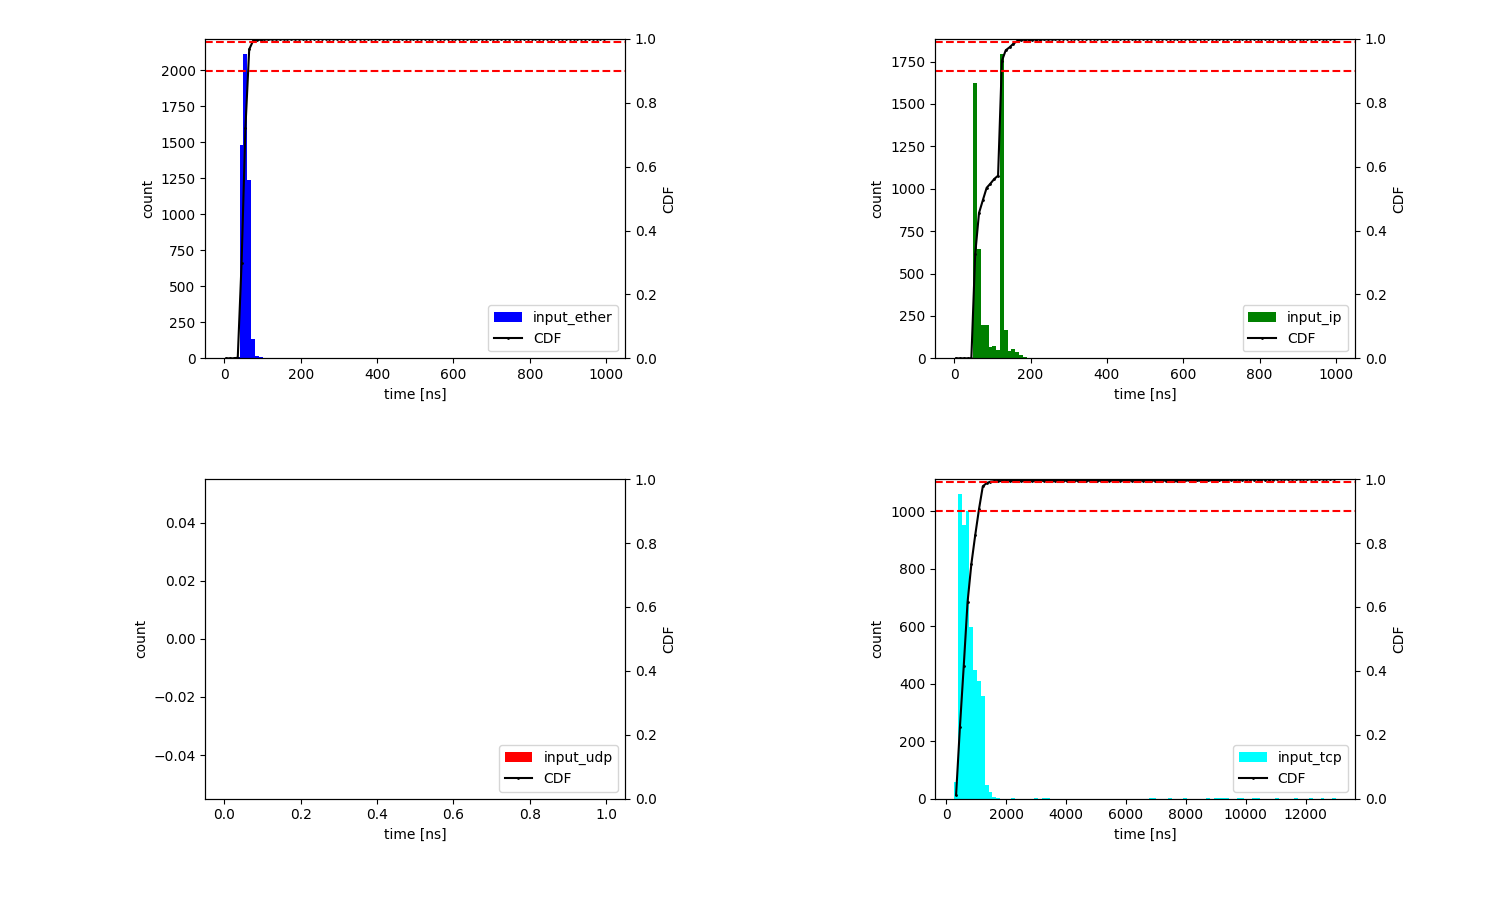 2000
1750
1500
1250
1000
750
500
250
0
count
1.0
0.8
0.6
0.4
0.2
0.0
CDF
input_ether
CDF
0 200 400 600 800 1000
time [ns]
1750
1500
1250
1000
750
500
250
0
count
1.0
0.8
0.6
0.4
0.2
0.0
CDF
input_ip
CDF
0 200 400 600 800 1000
time [ns]
0.04
0.02
0.00
−0.02
−0.04
count
1.0
0.8
0.6
0.4
0.2
0.0
CDF
input_udp
CDF
0.0 0.2 0.4 0.6 0.8 1.0
time [ns]
1000
800
600
400
200
0
count
1.0
0.8
0.6
0.4
0.2
0.0
CDF
input_tcp
CDF
0 2000 4000 6000 8000 10000 12000
time [ns]